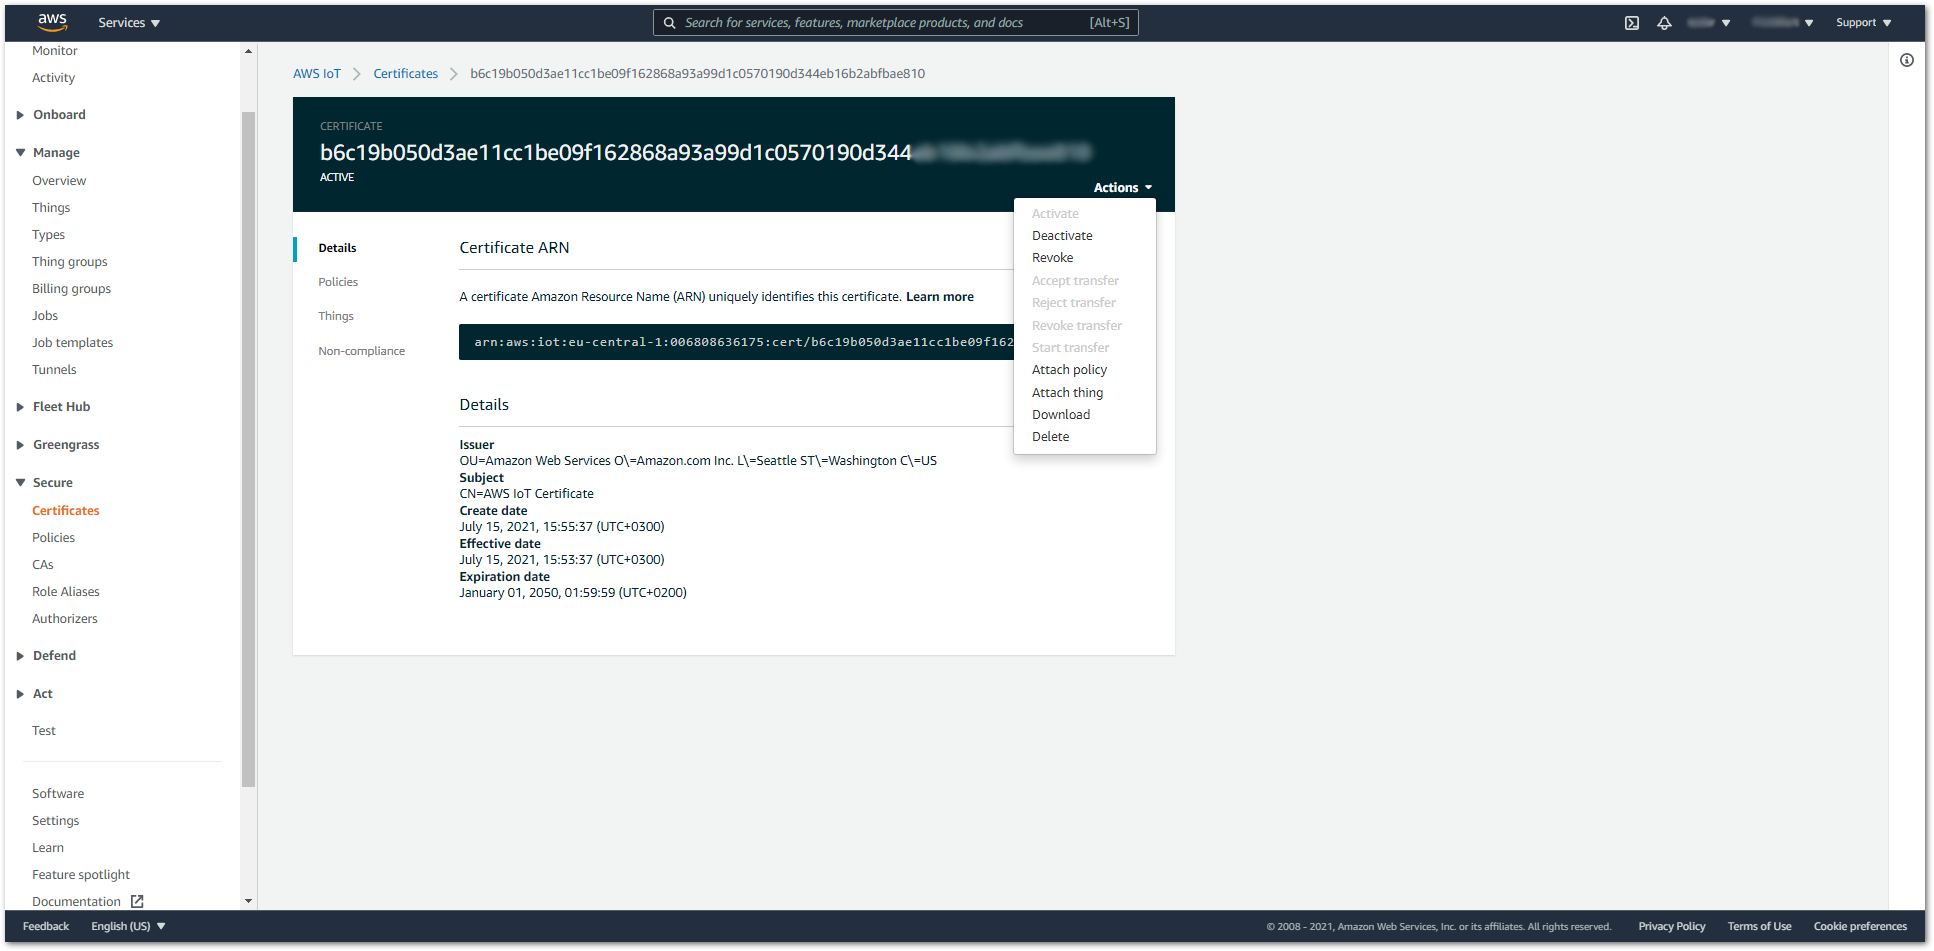 aws
Services
Search for services, features, marketplace products, and docs
[Alt+S]
Support
Monitor
Activity
Onboard
Manage
Overview
Things
Types
Thing groups
Billing groups
Jobs
Job templates
Tunnels
Fleet Hub
Greengrass
Secure
Certificates
Policies
CAs
Role Aliases
Authorizers
Defend
Act
Test
Software
Settings
Learn
Feature spotlight
Documentation
AWS IoT
Certificates
b6c19b050d3ae11cc1be09f162868a93a99d1c0570190d344eb16b2abfbae810
CERTIFICATE
b6c19b050d3ae11cc1be09f162868a93a99d1c0570190d344
ACTIVE
Actions
Activate
Deactivate
Revoke
Accept transfer
Reject transfer
Revoke transfer
Start transfer
Attach policy
Attach thing
Download
Delete
Details
Policies
Things
Non-compliance
Certificate ARN
A certificate Amazon Resource Name (ARN) uniquely identifies this certificate. Learn more
arn:aws:iot:eu-central-1:006808636175:cert/b6c19b050d3ae11cc1be09f162
Details
Issuer
OU=Amazon Web Services O\=Amazon.com Inc. L\=Seattle ST\=Washington C\=US
Subject
CN=AWS IoT Certificate
Create date
July 15, 2021, 15:55:37 (UTC+0300)
Effective date
July 15, 2021, 15:53:37 (UTC+0300)
Expiration date
January 01, 2050, 01:59:59 (UTC+0200)
Feedback
English (US)
© 2008 - 2021, Amazon Web Services, Inc. or its affiliates. All rights reserved.
Privacy Policy
Terms of Use
Cookie preferences